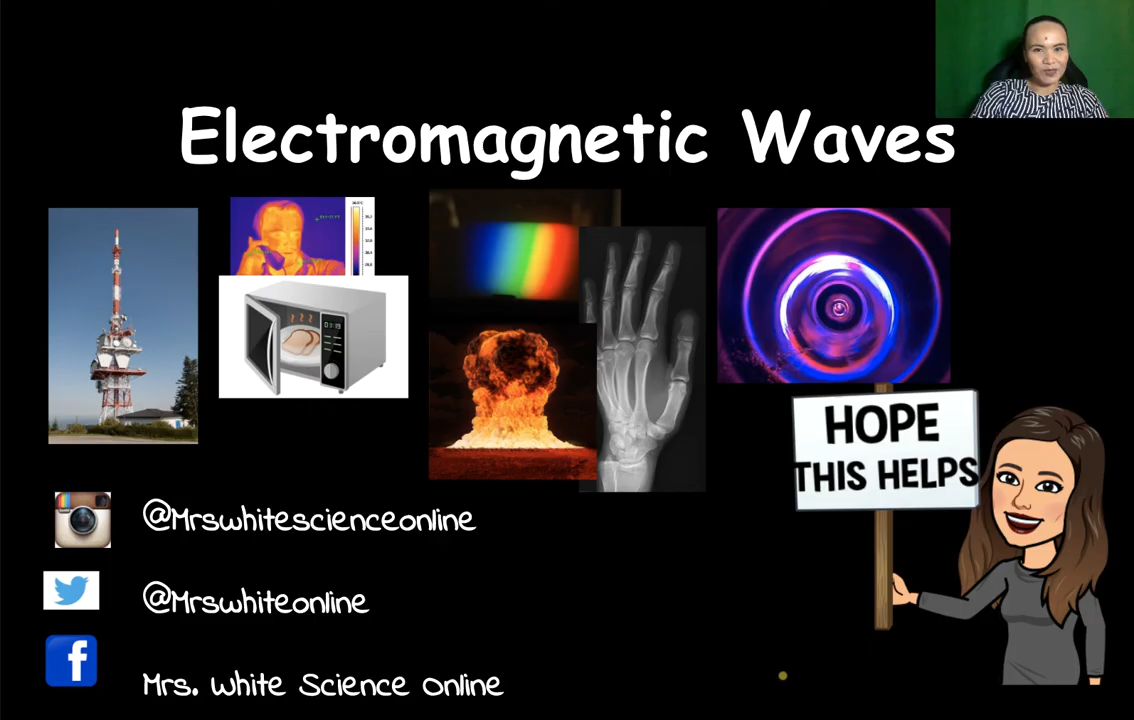 Electromagnetic Waves
HOPE
THIS HELPS
@Mrswhitescienceonline
@Mrswhiteonline
Mrs. White Science Online